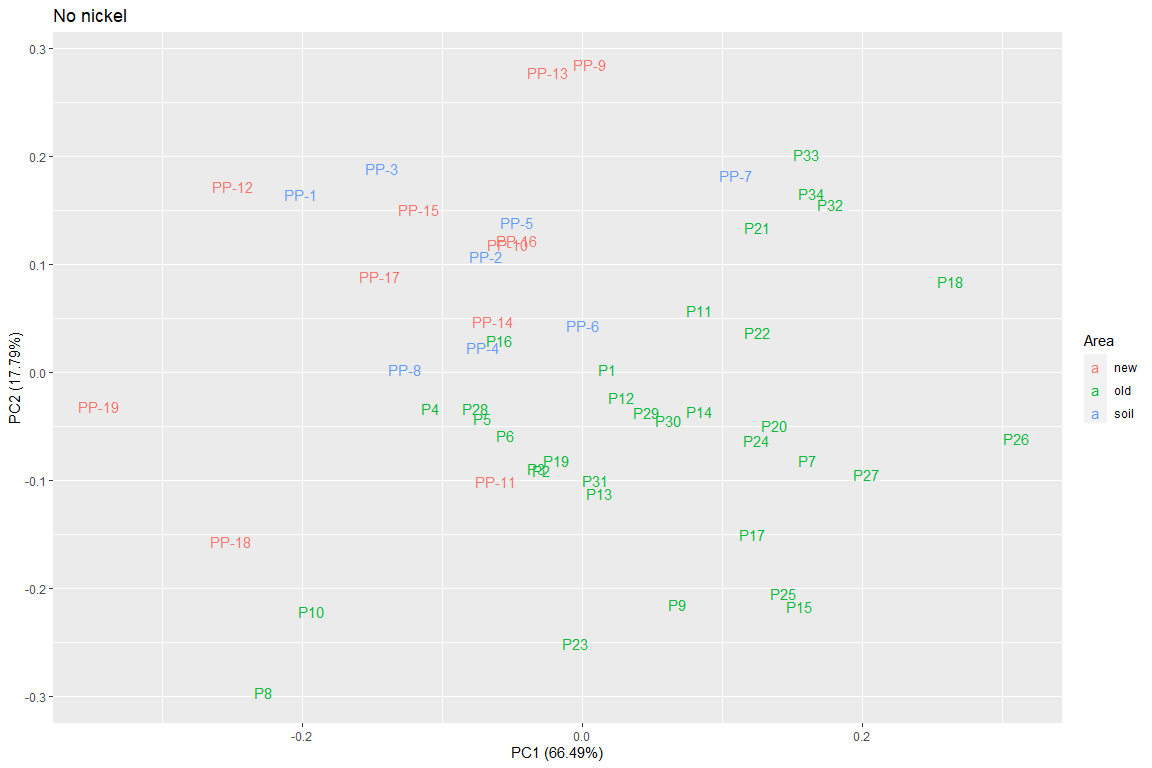 No nickel
PP-13 PP-9
0.3
P33
0.2
PP-3
PP-7
PP-12
PP-1
P34
P32
PP-15
PP-5
P21
PP-16
PP-10
PP-2
0.1
PP-17
P18
P11
PP-14
PP-6
P22
P16
PP-4
PP-8
P1
0.0
PP-19
P12
P4
P28
P5
P29
P30
P14
P20
P6
P24
P26
P19
P3
P2
P7
P27
PP-11
P31
P13
-0.1
PP-18
P17
-0.2
P10
P9
P25
P15
P23
P8
-0.3
-0.2 0.0 0.2
PC1 (66.49%)
PC2 (17.79%)
Area
a new
a old
a soil